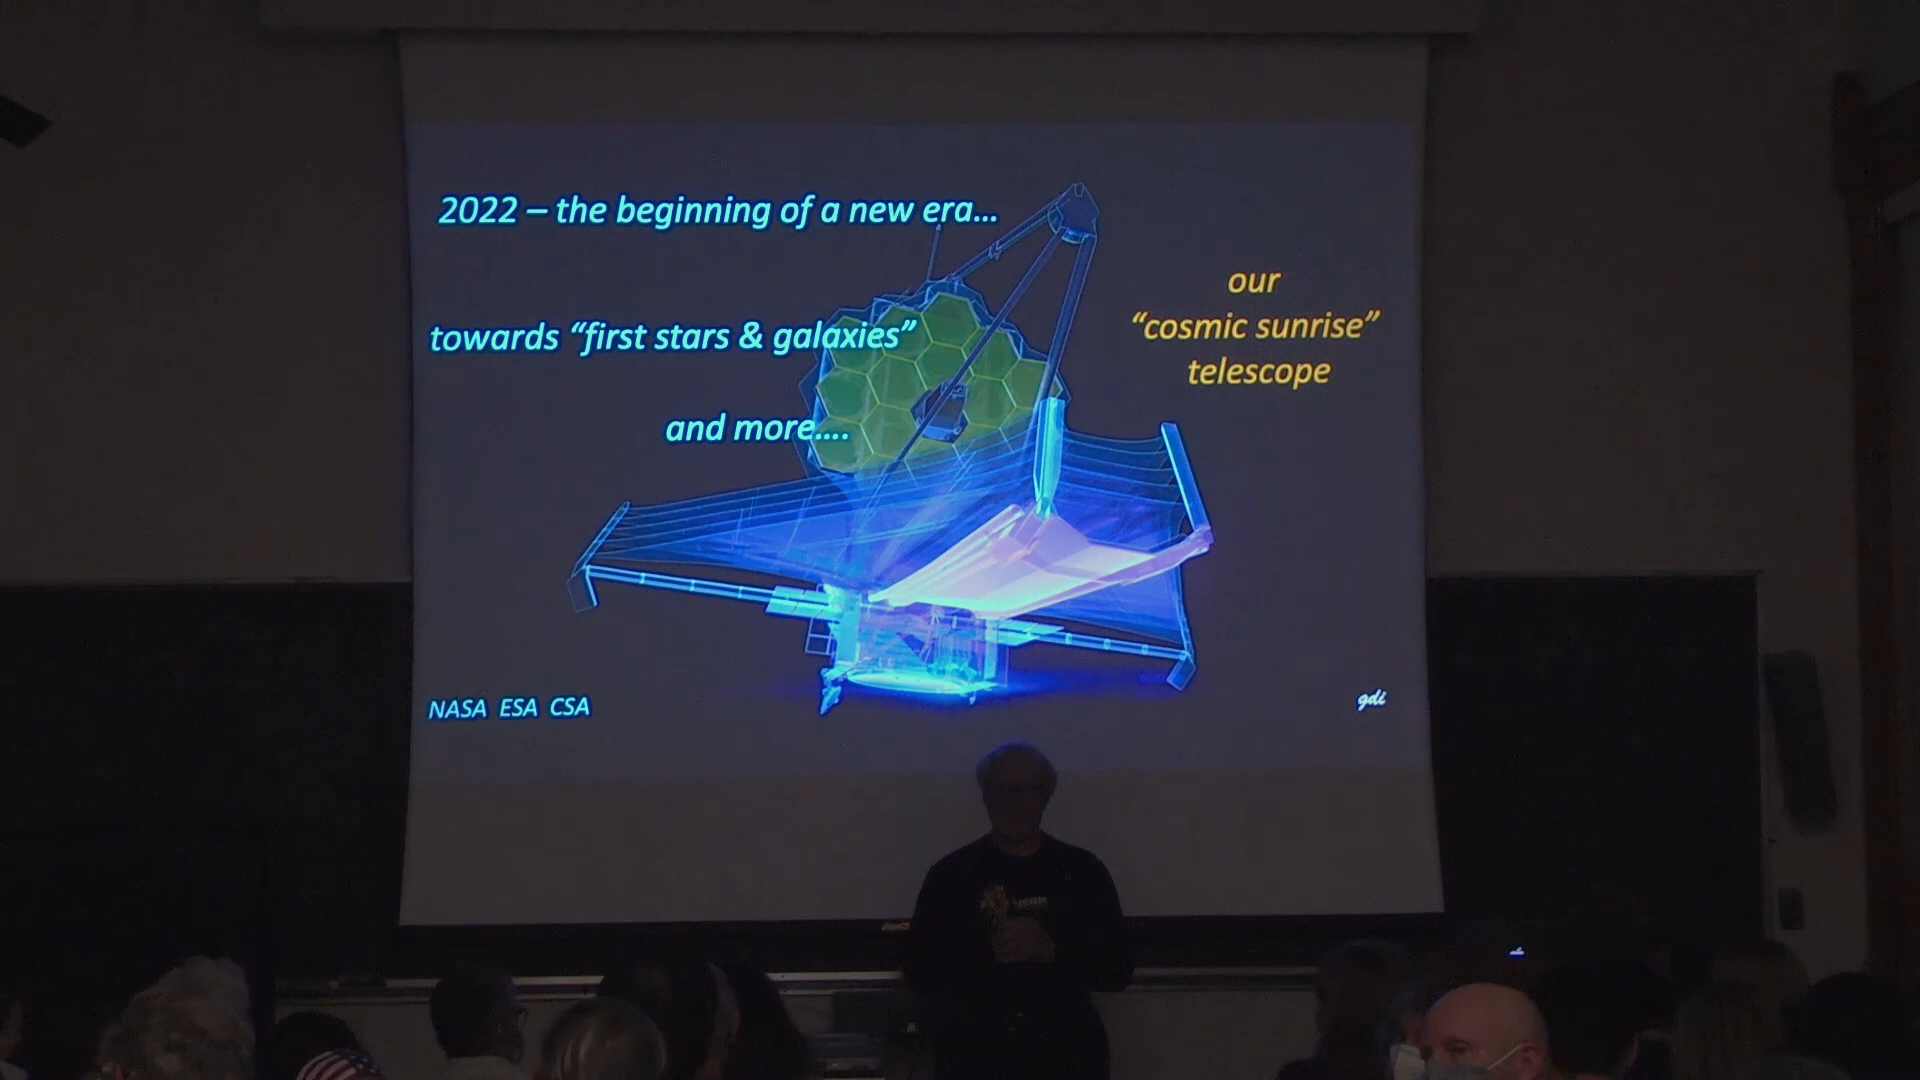 2022 – the beginning of a new era...
towards “first stars & galaxies”
and more....
our
“cosmic sunrise”
telescope
NASA ESA CSA
gdi